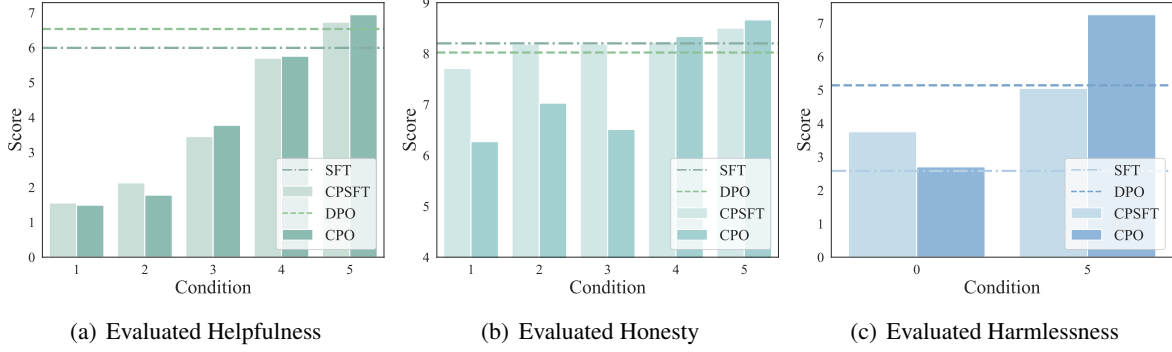 7
6
5
4
3
2
1
0
Score
1 2 3 4 5
Condition
SFT
CPSFT
DPO
CPO
(a) Evaluated Helpfulness
9
8
7
6
5
4
Score
1 2 3 4 5
Condition
SFT
DPO
CPSFT
CPO
(b) Evaluated Honesty
7
6
5
4
3
2
1
0
Score
0 5
Condition
SFT
DPO
CPSFT
CPO
(c) Evaluated Harmlessness